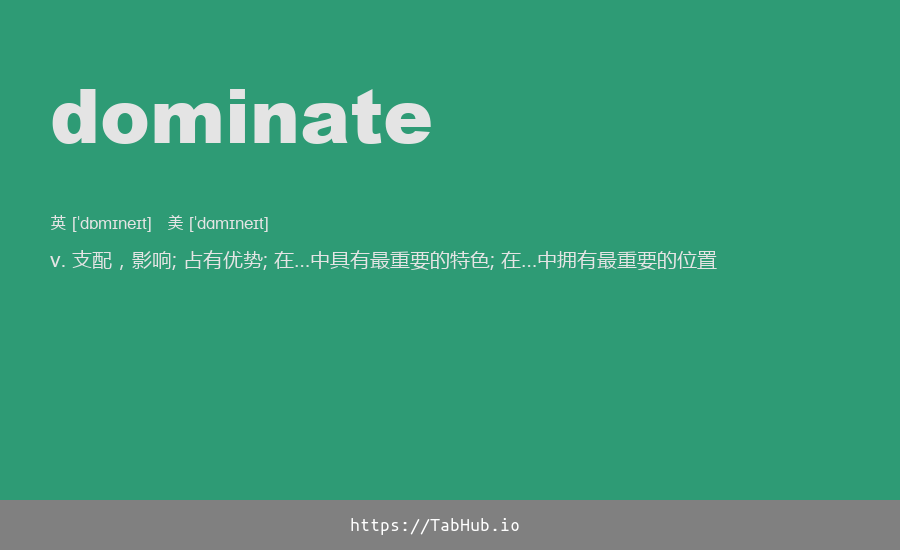 dominate
英 [ˈdɒmɪneɪt] 美 [ˈdɑmɪneɪt]
v. 支配，影响; 占有优势; 在...中具有最重要的特色; 在...中拥有最重要的位置
https://TabHub.io